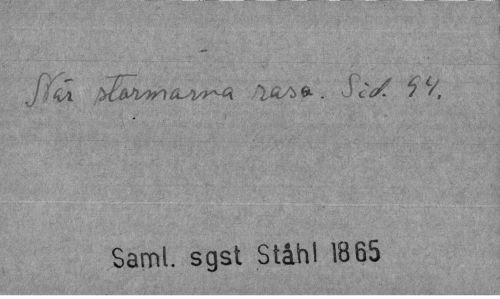 När stormarna rasa. Sid. 94.
Saml. sgst Ståhl 1865